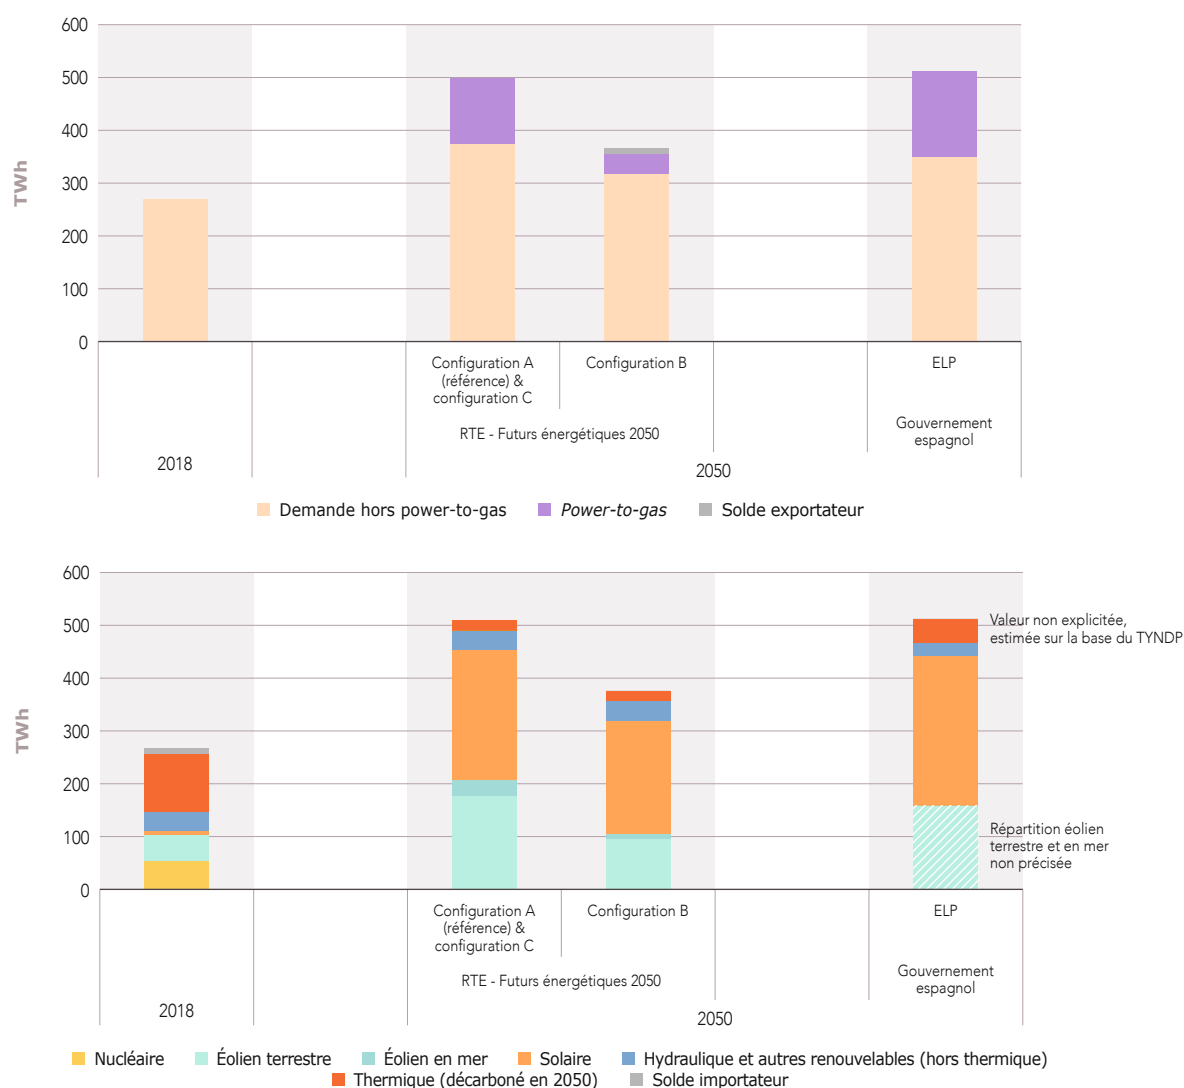 600
500
400
300
200
100
0
TWh
Configuration A
(référence) &
configuration C
Configuration B
ELP
RTE - Futurs énergétiques 2050
Gouvernement
espagnol
2018
2050
Demande hors power-to-gas
Power-to-gas
Solde exportateur
600
500
400
300
200
100
0
TWh
Valeur non explicitée,
estimée sur la base du TYNDP
Répartition éolien
terrestre et en mer
non précisée
Configuration A
(référence) &
configuration C
Configuration B
ELP
RTE - Futurs énergétiques 2050
Gouvernement
espagnol
2018
2050
Nucléaire
Éolien terrestre
Éolien en mer
Solaire
Hydraulique et autres renouvelables (hors thermique)
Thermique (décarboné en 2050)
Solde importateur